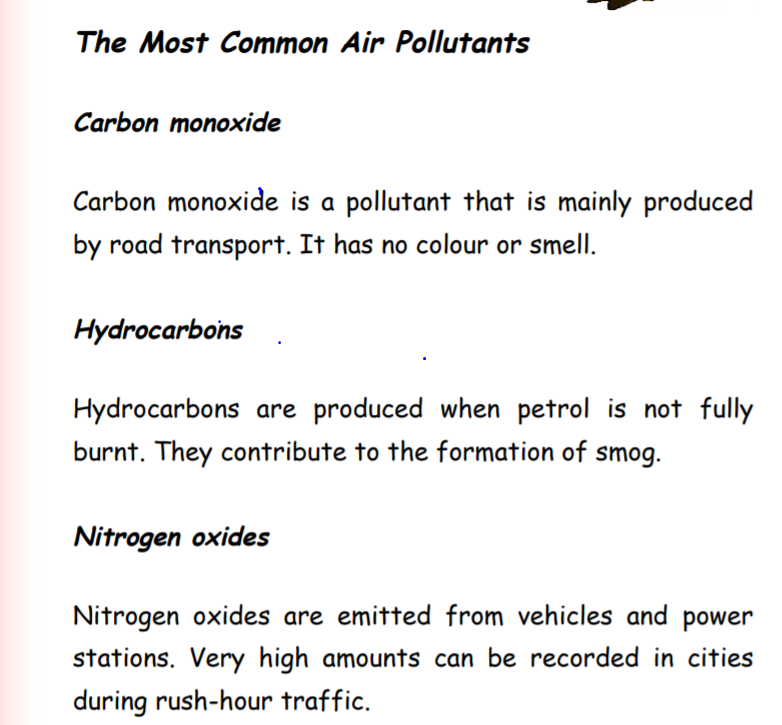 The Most Common Air Pollutants
Carbon monoxide
Carbon monoxide is a pollutant that is mainly produced
by road transport. It has no colour or smell.
Hydrocarbons
Hydrocarbons are produced when petrol is not fully
burnt. They contribute to the formation of smog.
Nitrogen oxides
Nitrogen oxides are emitted from vehicles and power
stations. Very high amounts can be recorded in cities
during rush-hour traffic.